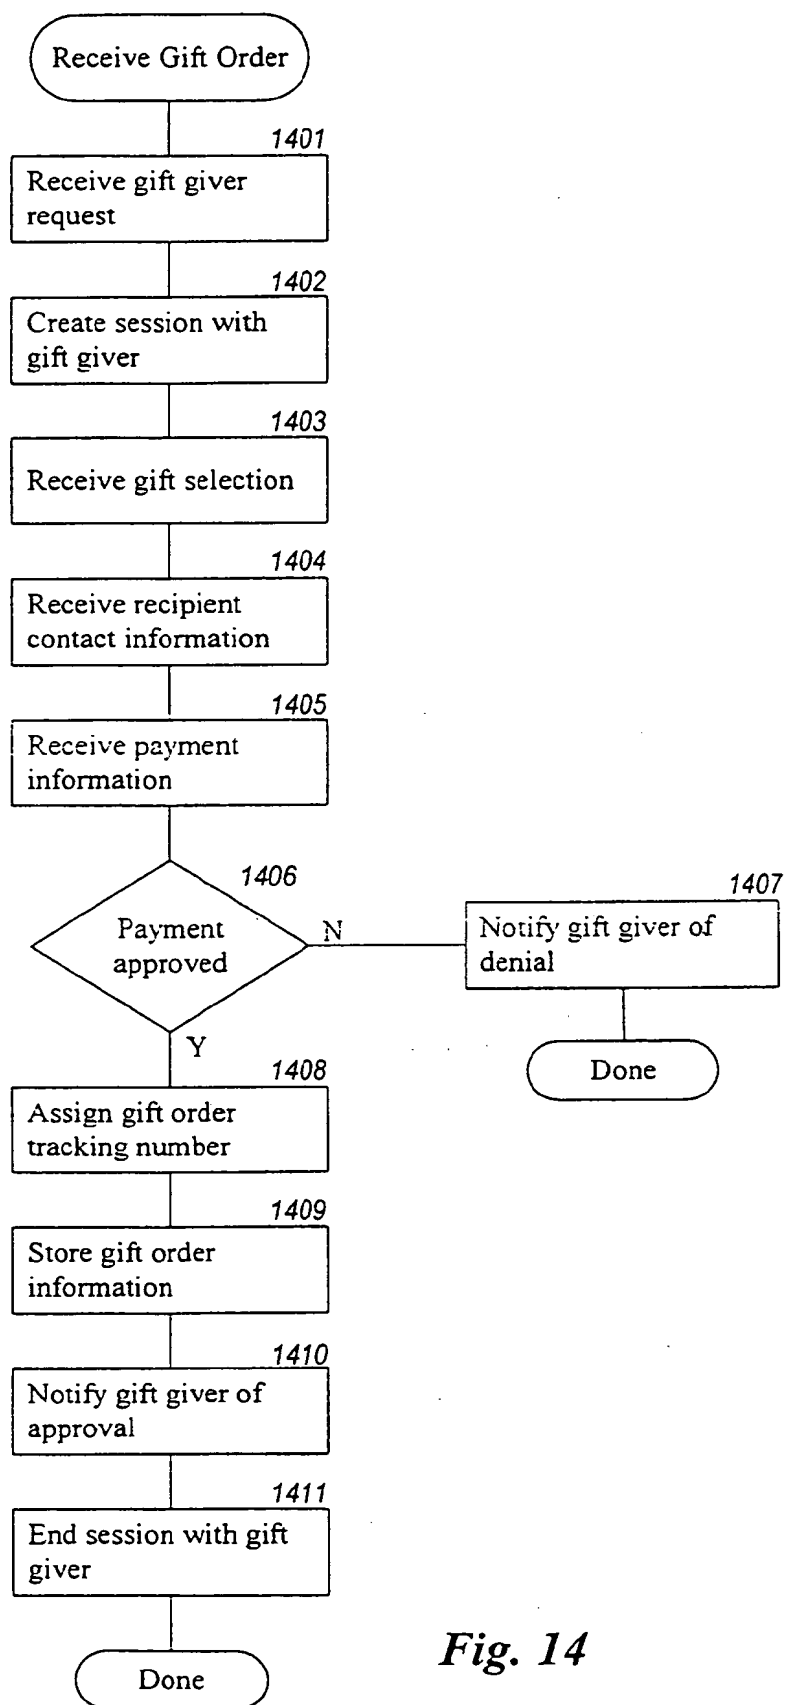 Receive Gift Order
1401
Receive gift giver
request
1402
Create session with
gift giver
1403
Receive gift selection
1404
Receive recipient
contact information
1405
Receive payment
information
1406
Payment
approved
N
1407
Notify gift giver of
denial
Done
Y
1408
Assign gift order
tracking number
1409
Store gift order
information
1410
Notify gift giver of
approval
1411
End session with gift
giver
Done
Fig. 14